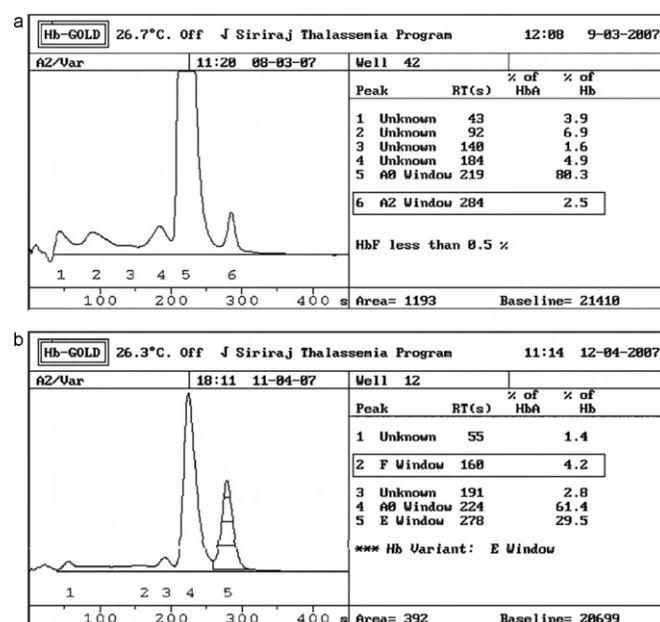 a
Hb-GOLD 26.7°C. Off √ Siriraj Thalassemia Program 12:08 9-03-2007
A2/Var 11:20 08-03-07 Well 42
% of % of
Peak RT(s) HbA Hb
1 Unknown 43 3.9
2 Unknown 92 6.9
3 Unknown 140 1.6
4 Unknown 184 4.9
5 A0 Window 219 80.3
6 A2 Window 284 2.5
HbF less than 0.5 %
1 2 3 4 5 6
100 200 300 400 s Area= 1193 Baseline= 21410
b
Hb-GOLD 26.3°C. Off √ Siriraj Thalassemia Program 11:14 12-04-2007
A2/Var 18:11 11-04-07 Well 12
% of % of
Peak RT(s) HbA Hb
1 Unknown 55 1.4
2 F Window 160 4.2
3 Unknown 191 2.8
4 A0 Window 224 61.4
5 E Window 278 29.5
*** Hb Variant: E Window
1 2 3 4 5
100 200 300 400 s Area= 392 Baseline= 20699